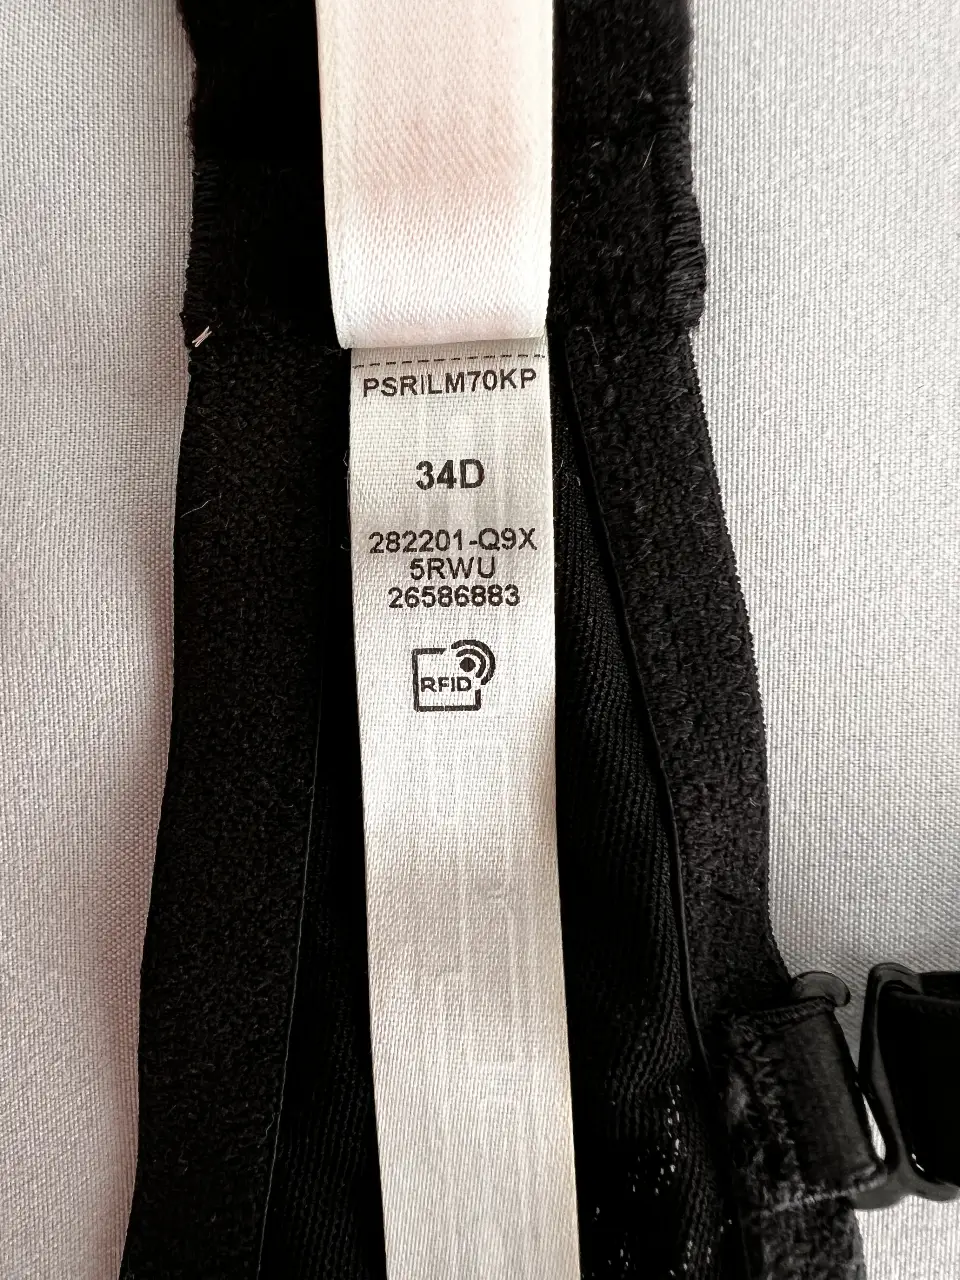 PSRILM70KP
34D
282201-Q9X
5RWU
26586883
RFID